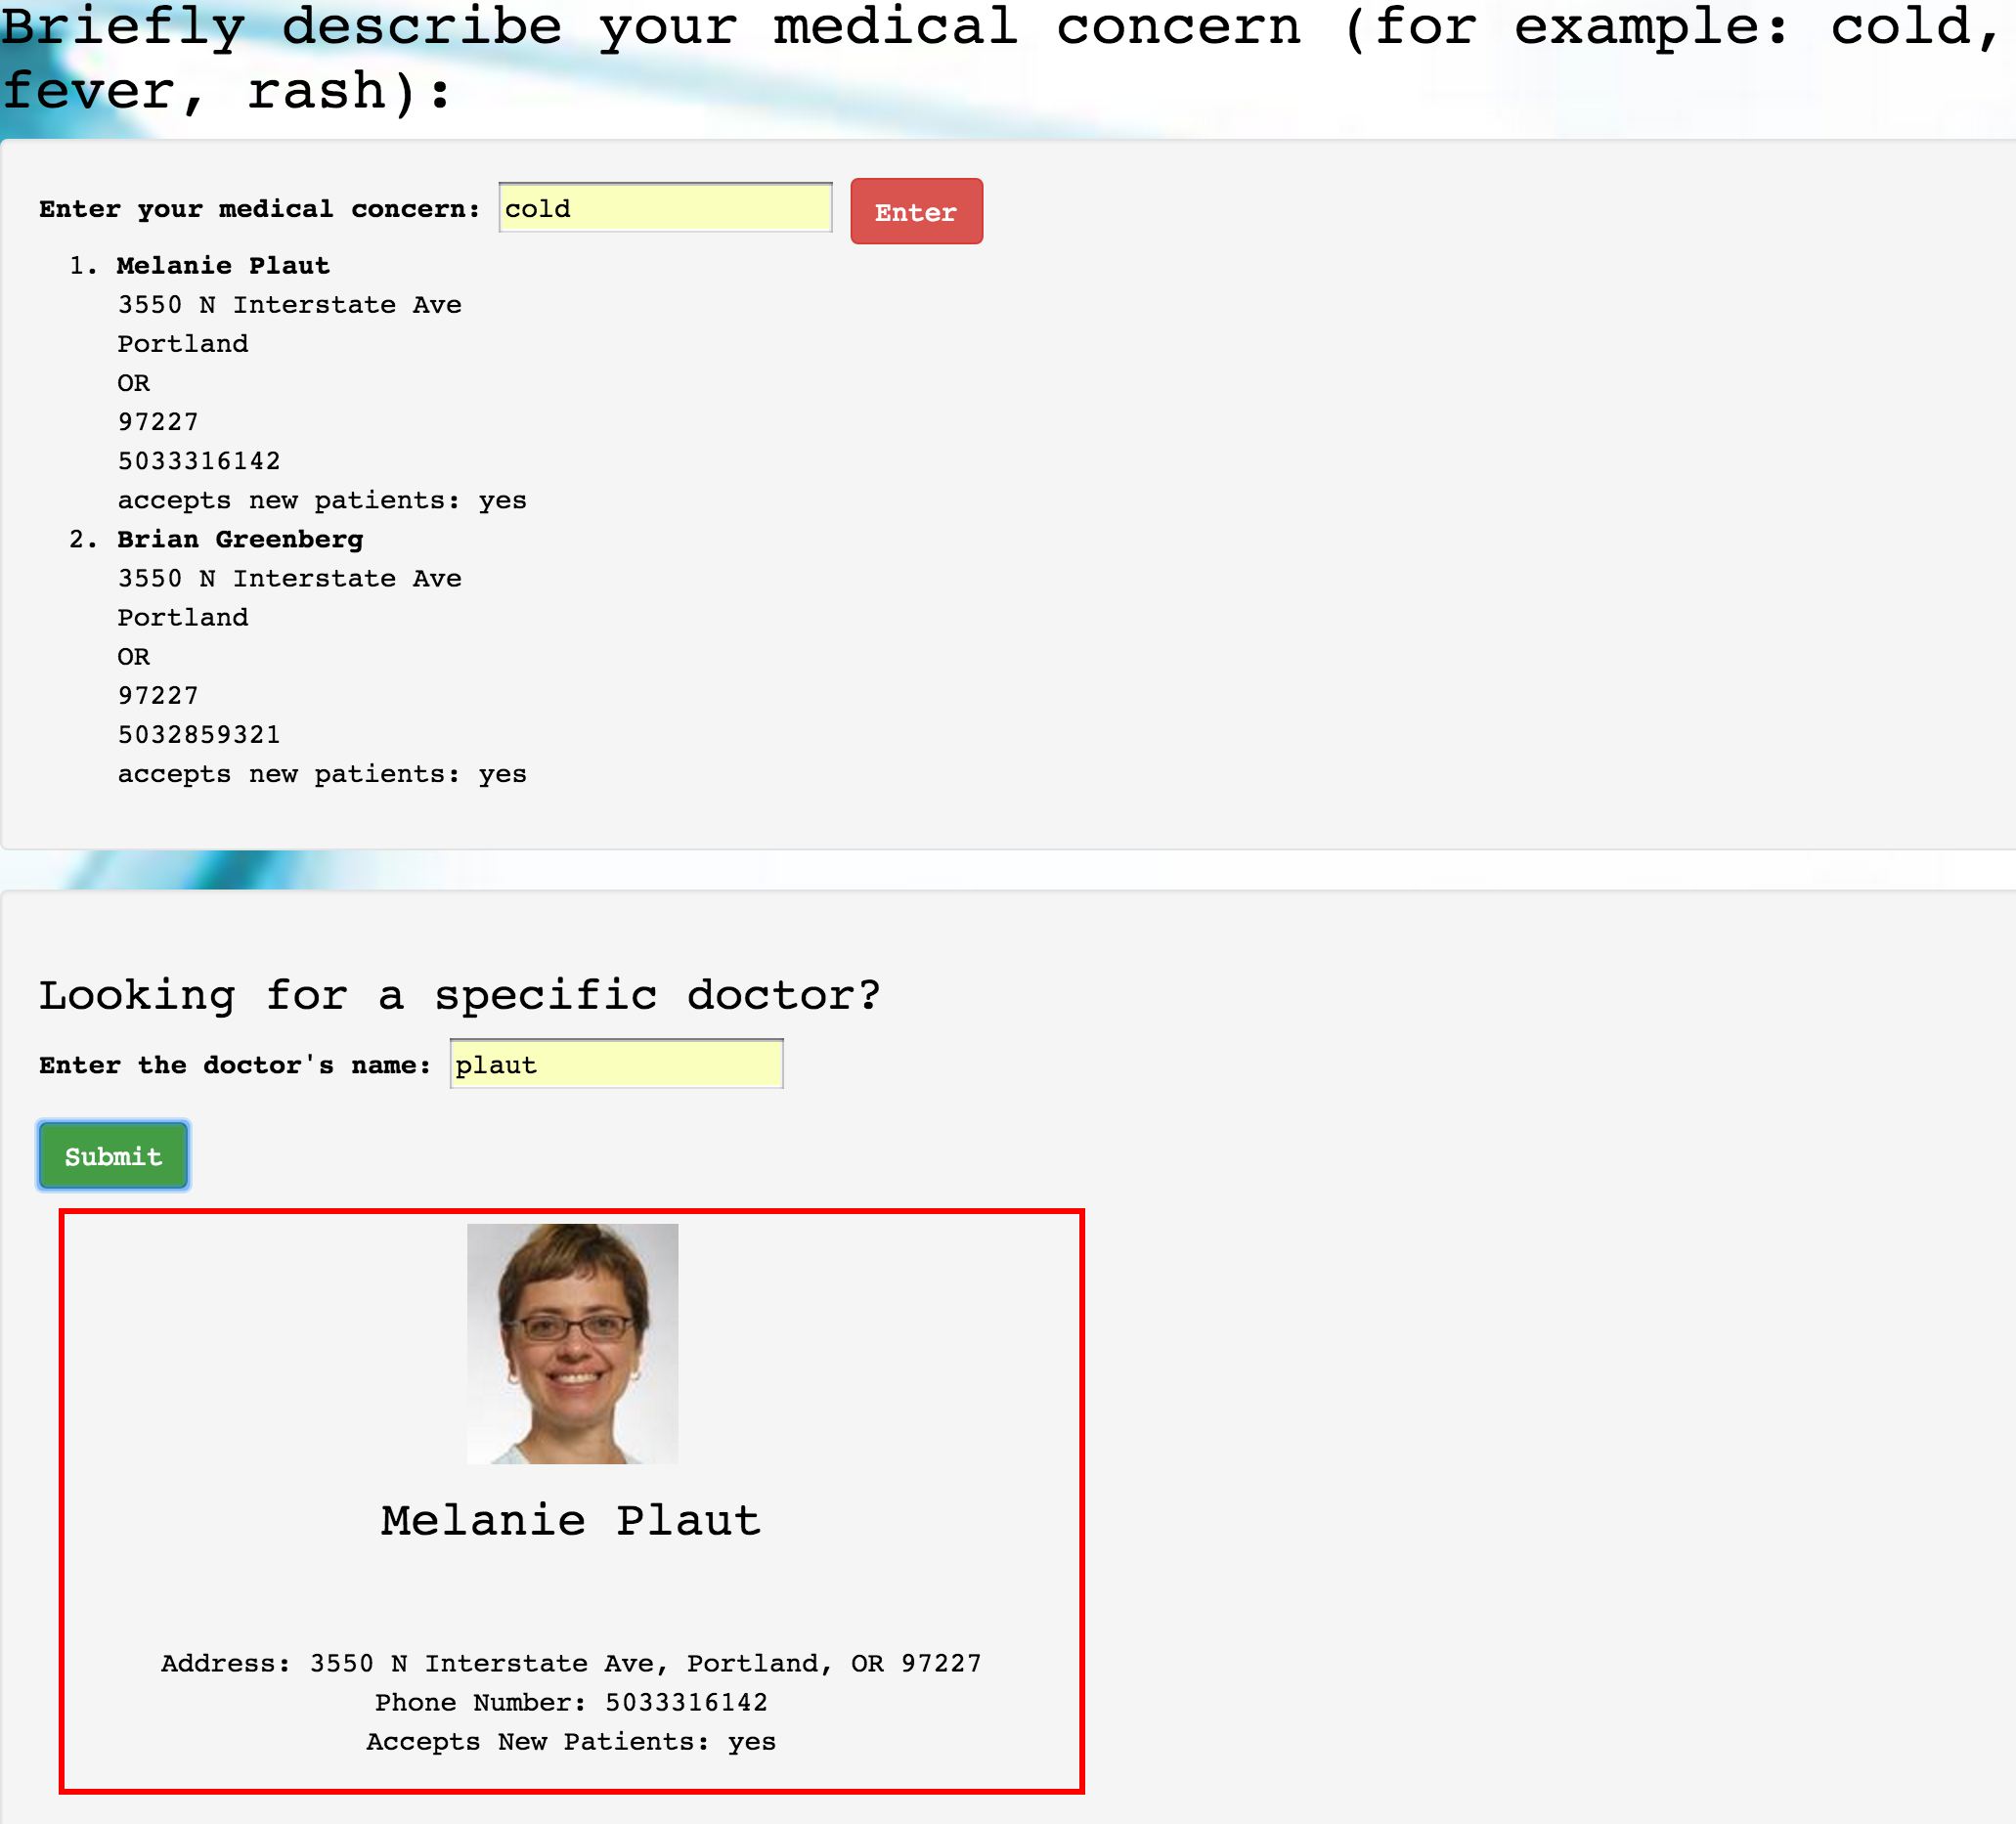 Briefly describe your medical concern (for example: cold,
fever, rash):
Enter your medical concern: cold Enter
1. Melanie Plaut
3550 N Interstate Ave
Portland
OR
97227
5033316142
accepts new patients: yes
2. Brian Greenberg
3550 N Interstate Ave
Portland
OR
97227
5032859321
accepts new patients: yes
Looking for a specific doctor?
Enter the doctor's name: plaut
Submit
Melanie Plaut
Address: 3550 N Interstate Ave, Portland, OR 97227
Phone Number: 5033316142
Accepts New Patients: yes